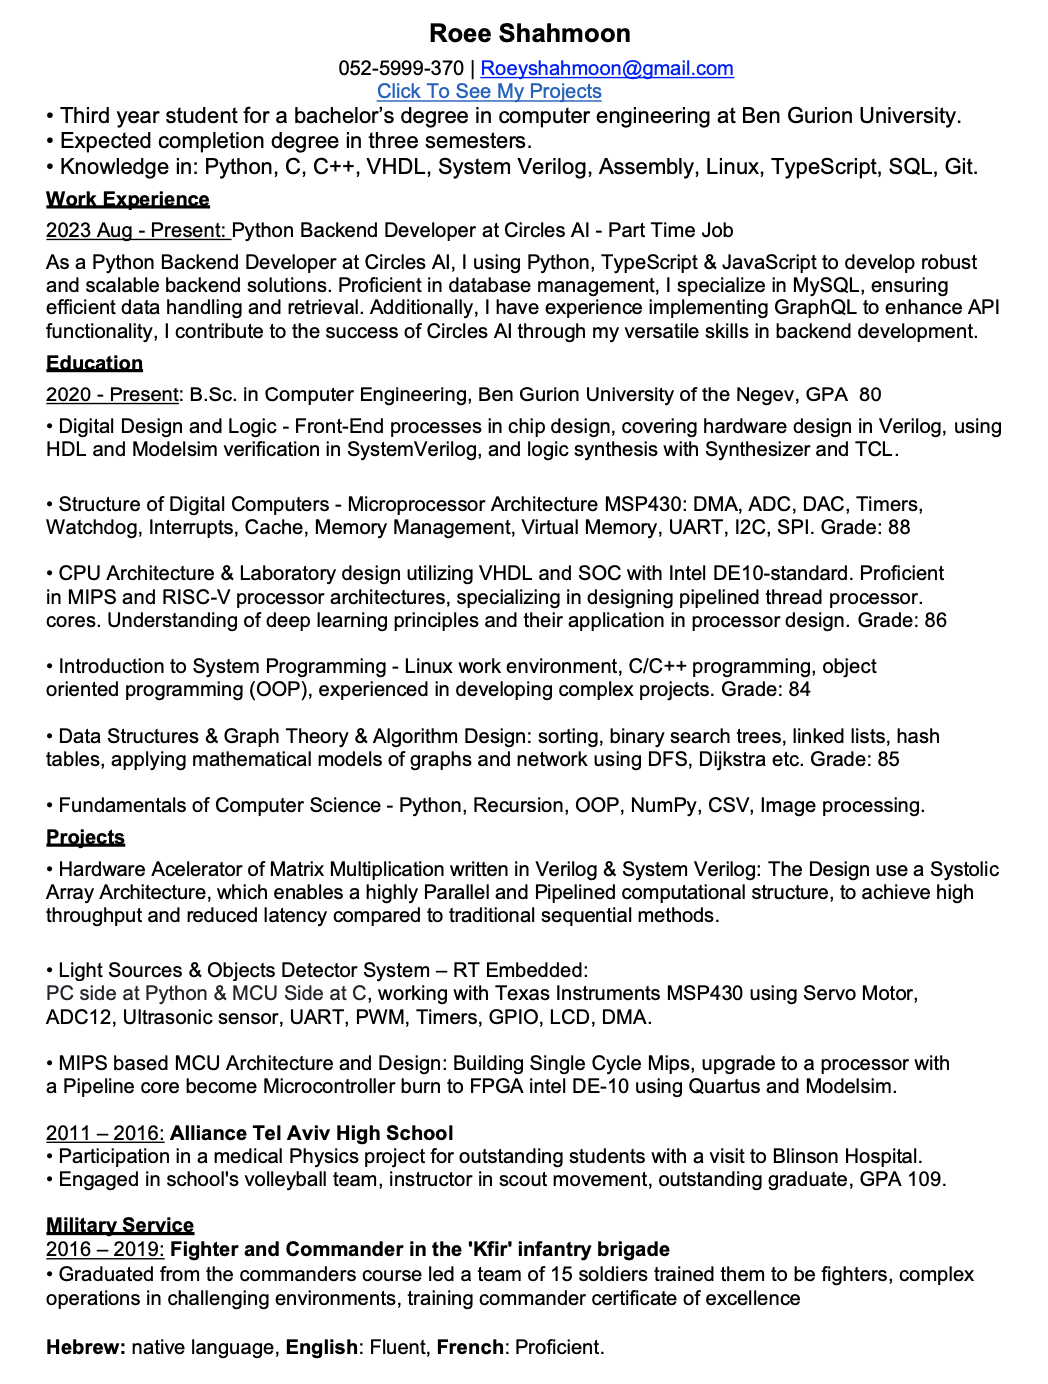 Roee Shahmoon
052-5999-370 | Roeyshahmoon@gmail.com
Click To See My Projects
• Third year student for a bachelor’s degree in computer engineering at Ben Gurion University.
• Expected completion degree in three semesters.
• Knowledge in: Python, C, C++, VHDL, System Verilog, Assembly, Linux, TypeScript, SQL, Git.
Work Experience
2023 Aug - Present: Python Backend Developer at Circles AI - Part Time Job
As a Python Backend Developer at Circles AI, I using Python, TypeScript & JavaScript to develop robust
and scalable backend solutions. Proficient in database management, I specialize in MySQL, ensuring
efficient data handling and retrieval. Additionally, I have experience implementing GraphQL to enhance API
functionality, I contribute to the success of Circles AI through my versatile skills in backend development.
Education
2020 - Present: B.Sc. in Computer Engineering, Ben Gurion University of the Negev, GPA  80
• Digital Design and Logic - Front-End processes in chip design, covering hardware design in Verilog, using
HDL and Modelsim verification in SystemVerilog, and logic synthesis with Synthesizer and TCL.
• Structure of Digital Computers - Microprocessor Architecture MSP430: DMA, ADC, DAC, Timers,
Watchdog, Interrupts, Cache, Memory Management, Virtual Memory, UART, I2C, SPI. Grade: 88
• CPU Architecture & Laboratory design utilizing VHDL and SOC with Intel DE10-standard. Proficient
in MIPS and RISC-V processor architectures, specializing in designing pipelined thread processor.
cores. Understanding of deep learning principles and their application in processor design. Grade: 86
• Introduction to System Programming - Linux work environment, C/C++ programming, object
oriented programming (OOP), experienced in developing complex projects. Grade: 84
• Data Structures & Graph Theory & Algorithm Design: sorting, binary search trees, linked lists, hash
tables, applying mathematical models of graphs and network using DFS, Dijkstra etc. Grade: 85
• Fundamentals of Computer Science - Python, Recursion, OOP, NumPy, CSV, Image processing.
Projects
• Hardware Acelerator of Matrix Multiplication written in Verilog & System Verilog: The Design use a Systolic
Array Architecture, which enables a highly Parallel and Pipelined computational structure, to achieve high
throughput and reduced latency compared to traditional sequential methods.
• Light Sources & Objects Detector System – RT Embedded:
PC side at Python & MCU Side at C, working with Texas Instruments MSP430 using Servo Motor,
ADC12, Ultrasonic sensor, UART, PWM, Timers, GPIO, LCD, DMA.
• MIPS based MCU Architecture and Design: Building Single Cycle Mips, upgrade to a processor with
a Pipeline core become Microcontroller burn to FPGA intel DE-10 using Quartus and Modelsim.
2011 – 2016: Alliance Tel Aviv High School
• Participation in a medical Physics project for outstanding students with a visit to Blinson Hospital.
• Engaged in school's volleyball team, instructor in scout movement, outstanding graduate, GPA 109.
Military Service
2016 – 2019: Fighter and Commander in the 'Kfir' infantry brigade
• Graduated from the commanders course led a team of 15 soldiers trained them to be fighters, complex
operations in challenging environments, training commander certificate of excellence
Hebrew: native language, English: Fluent, French: Proficient.